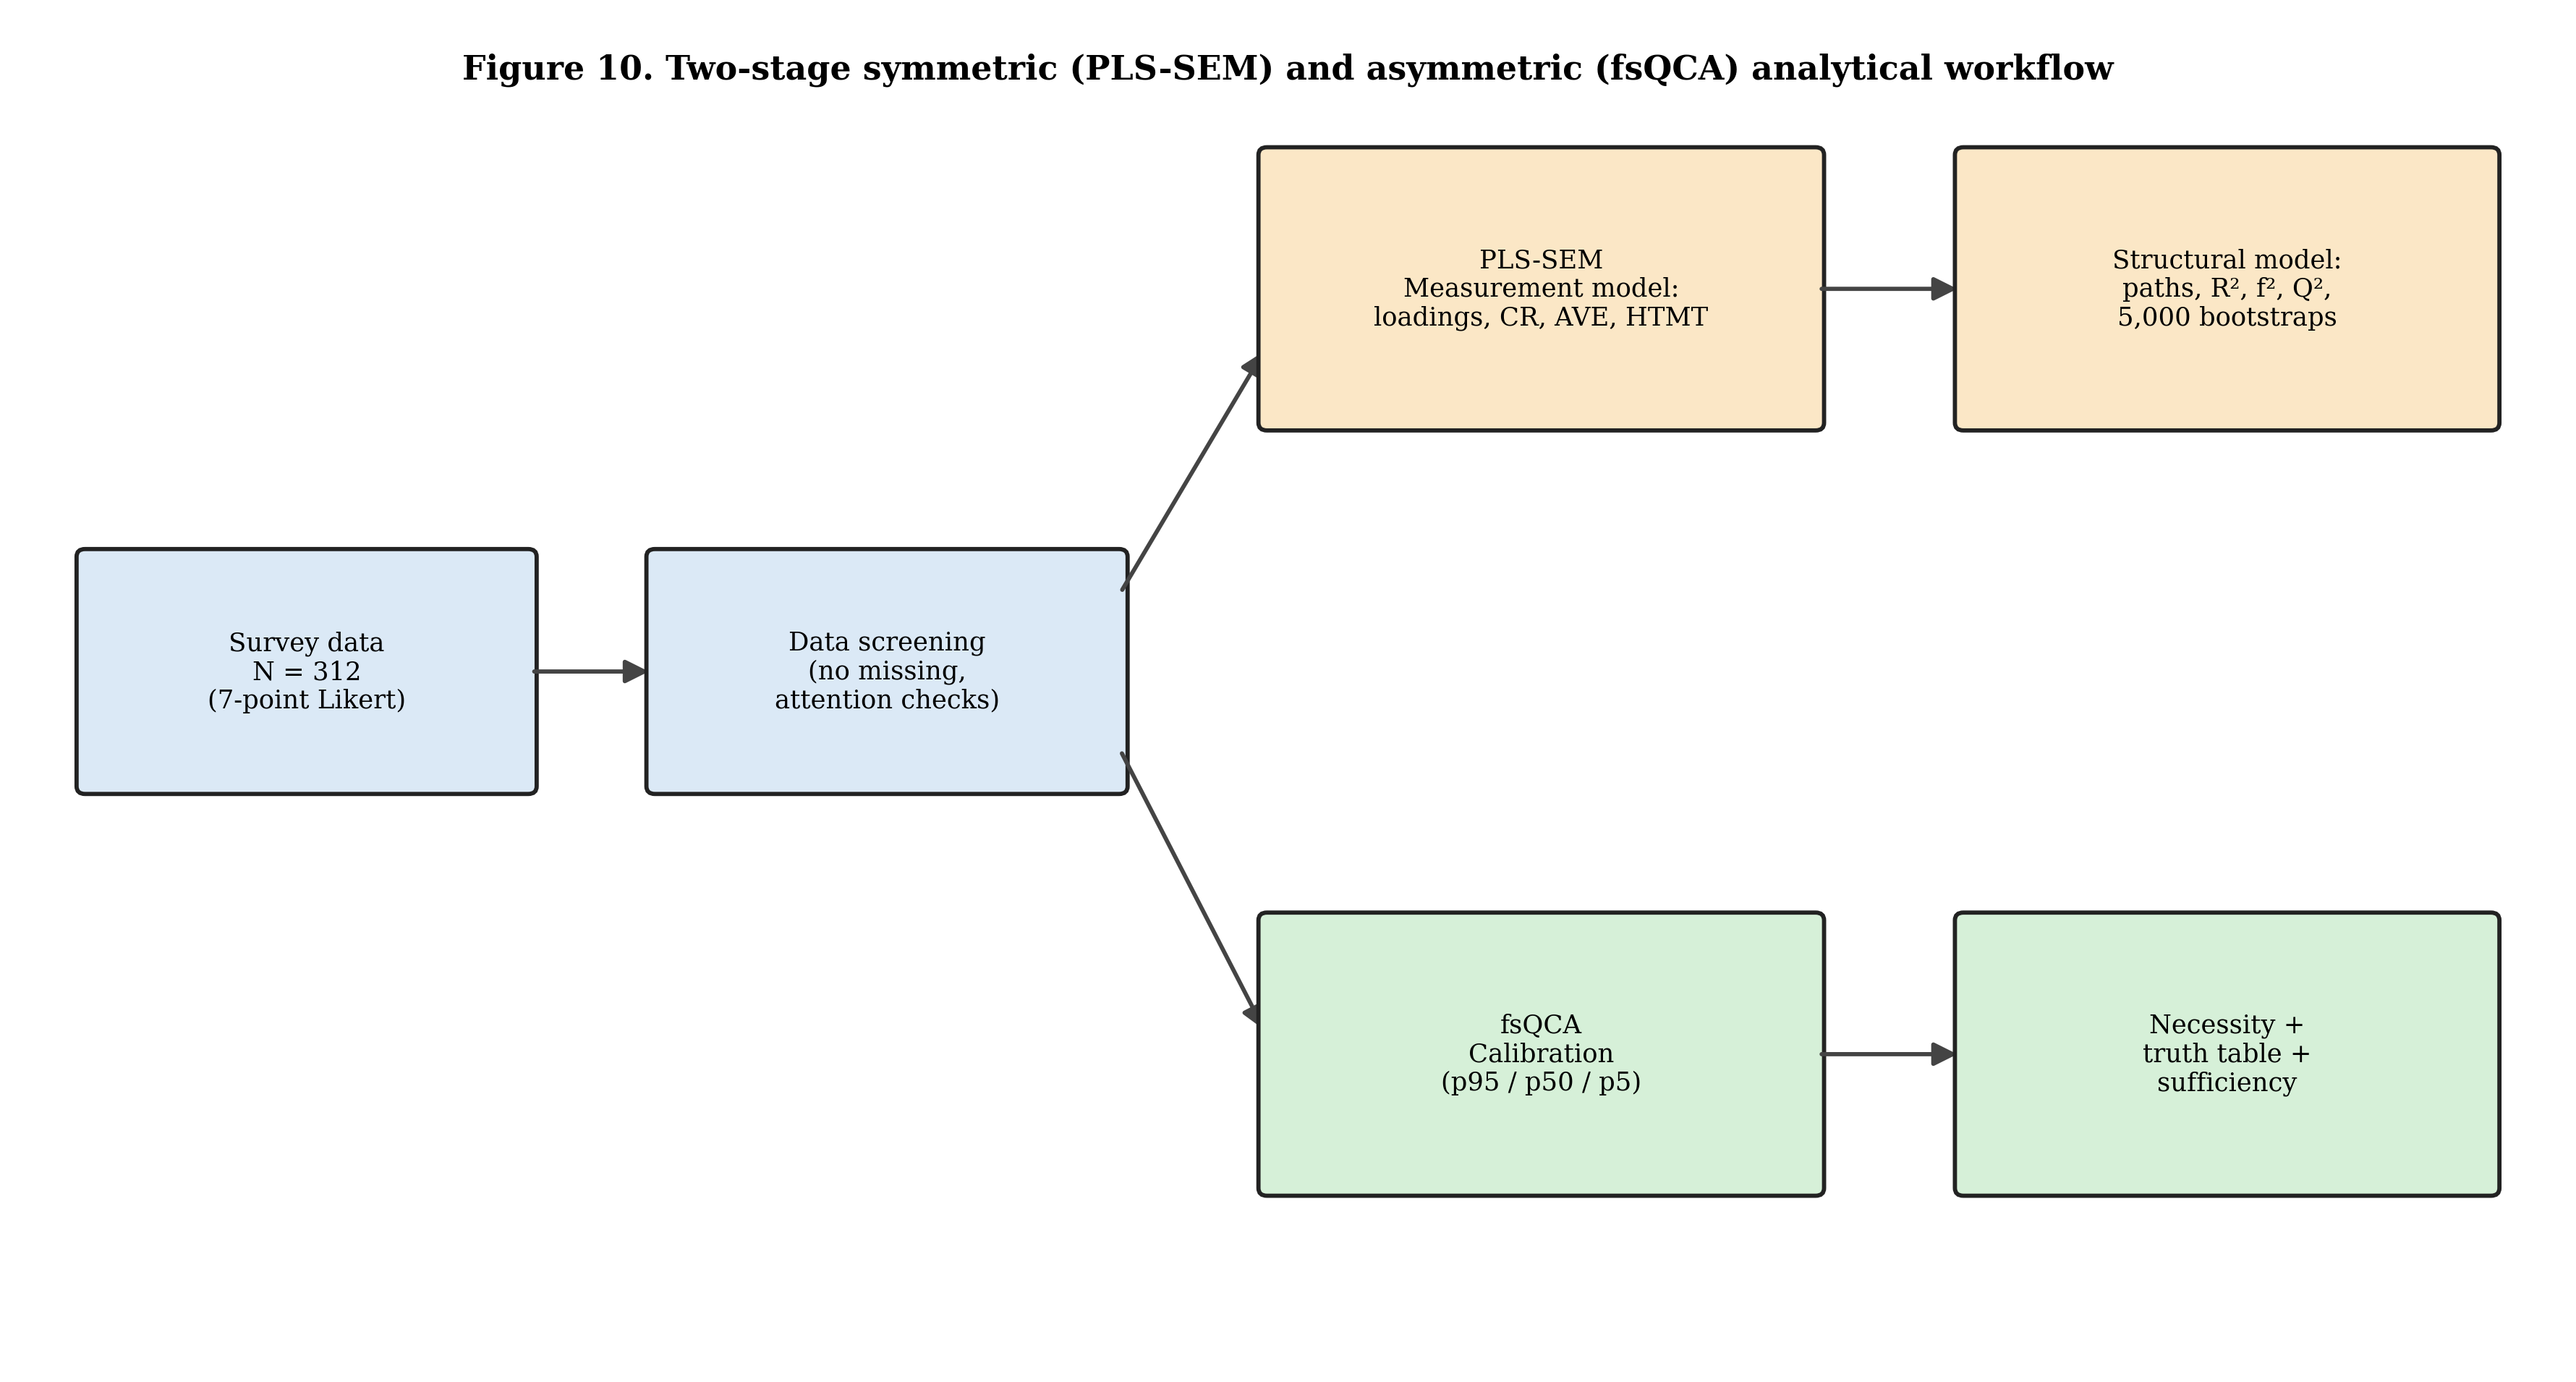 Figure 10. Two-stage symmetric (PLS-SEM) and asymmetric (fsQCA) analytical workflow
Survey data
N = 312
(7-point Likert)
Data screening
(no missing,
attention checks)
PLS-SEM
Measurement model:
loadings, CR, AVE, HTMT
Structural model:
paths, R², f², Q²,
5,000 bootstraps
fsQCA
Calibration
(p95 / p50 / p5)
Necessity +
truth table +
sufficiency